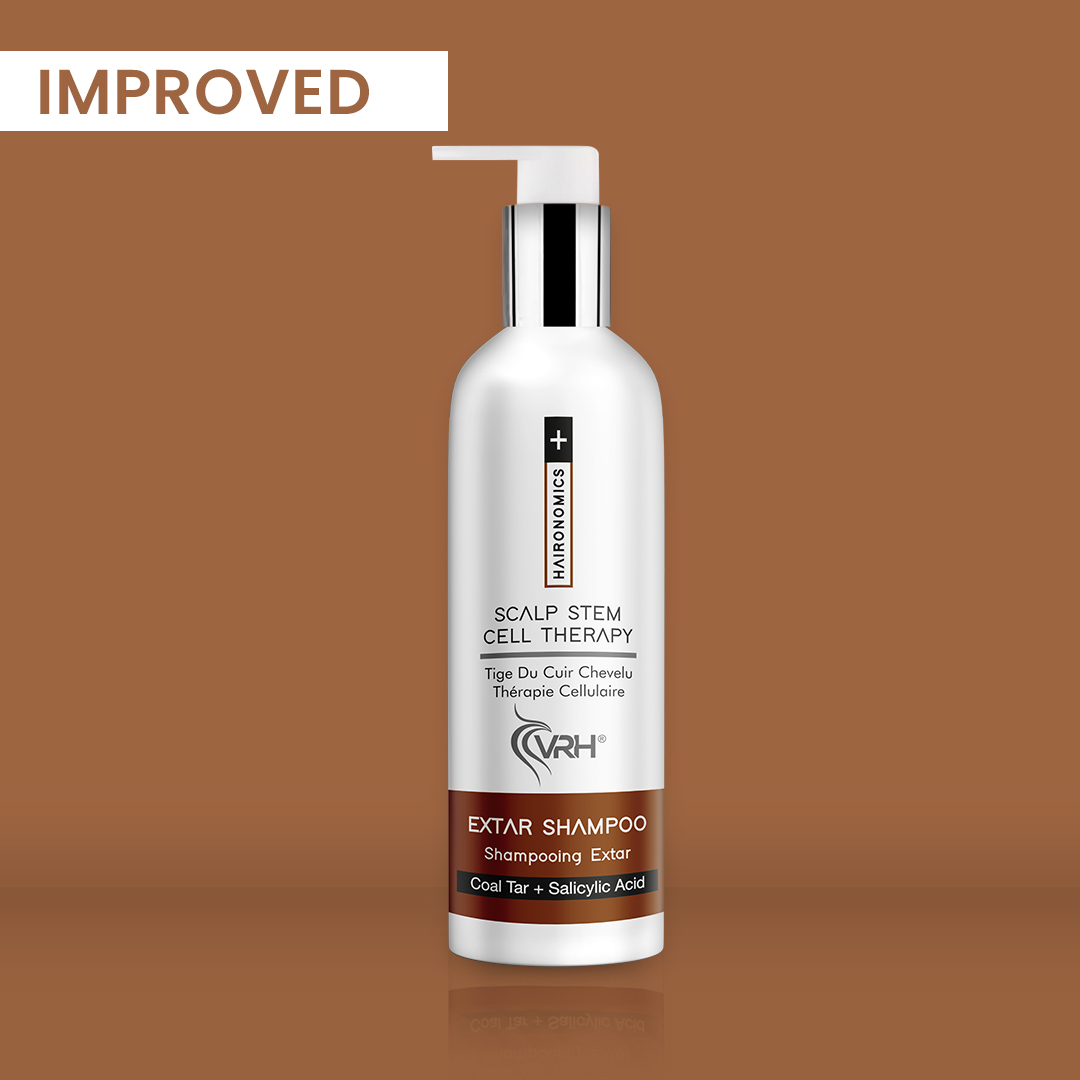 IMPROVED
+
HAIRONOMICS
SCALP STEM
CELL THERAPY
Tige Du Cuir Chevelu
Thérapie Cellulaire
VRH®
EXTAR SHAMPOO
Shampooing Extar
Coal Tar + Salicylic Acid